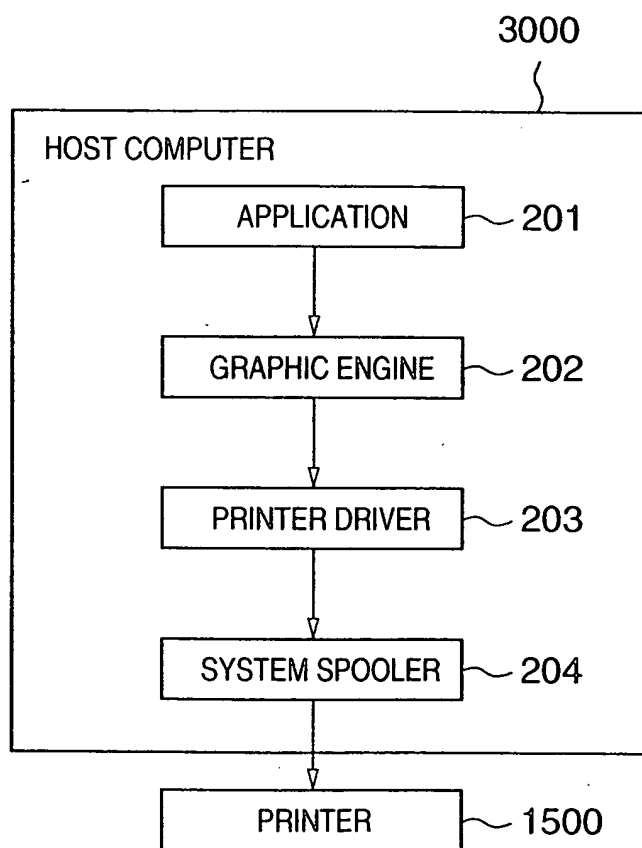 3000
HOST COMPUTER
APPLICATION 201
GRAPHIC ENGINE 202
PRINTER DRIVER 203
SYSTEM SPOOLER 204
PRINTER 1500